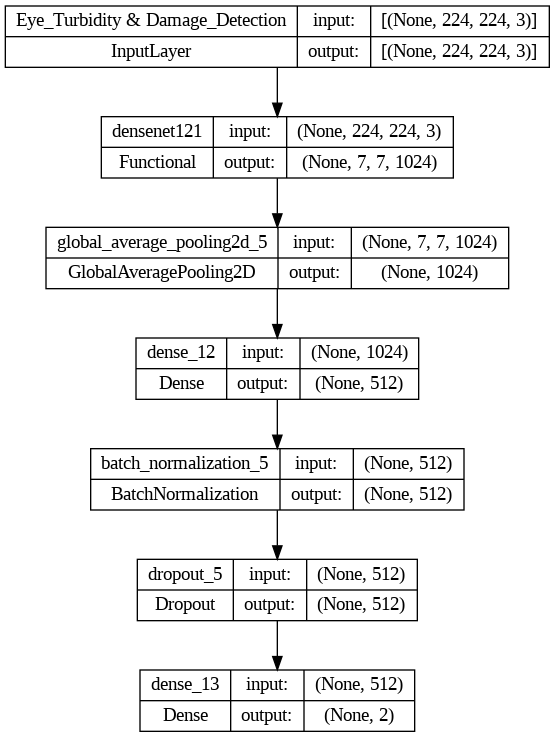 Eye_Turbidity & Damage_Detection input: [(None, 224, 224, 3)]
InputLayer output: [(None, 224, 224, 3)]
densenet121 input: (None, 224, 224, 3)
Functional output: (None, 7, 7, 1024)
global_average_pooling2d_5 input: (None, 7, 7, 1024)
GlobalAveragePooling2D output: (None, 1024)
dense_12 input: (None, 1024)
Dense output: (None, 512)
batch_normalization_5 input: (None, 512)
BatchNormalization output: (None, 512)
dropout_5 input: (None, 512)
Dropout output: (None, 512)
dense_13 input: (None, 512)
Dense output: (None, 2)